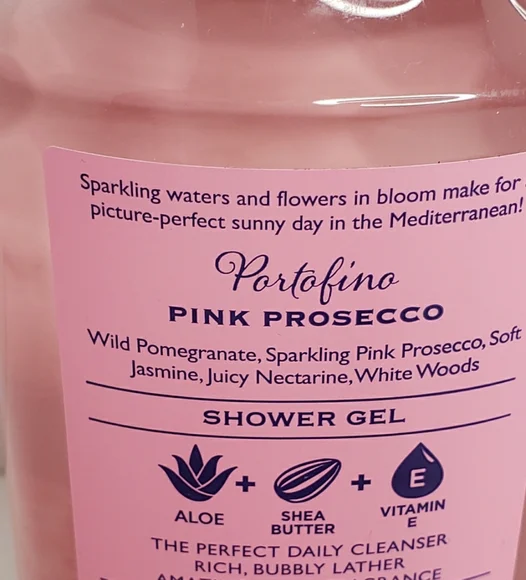 Sparkling waters and flowers in bloom make for
picture-perfect sunny day in the Mediterranean!
Portofino
PINK PROSECCO
Wild Pomegranate, Sparkling Pink Prosecco, Soft
Jasmine, Juicy Nectarine, White Woods
SHOWER GEL
E
ALOE + SHEA BUTTER + VITAMIN E
THE PERFECT DAILY CLEANSER
RICH, BUBBLY LATHER